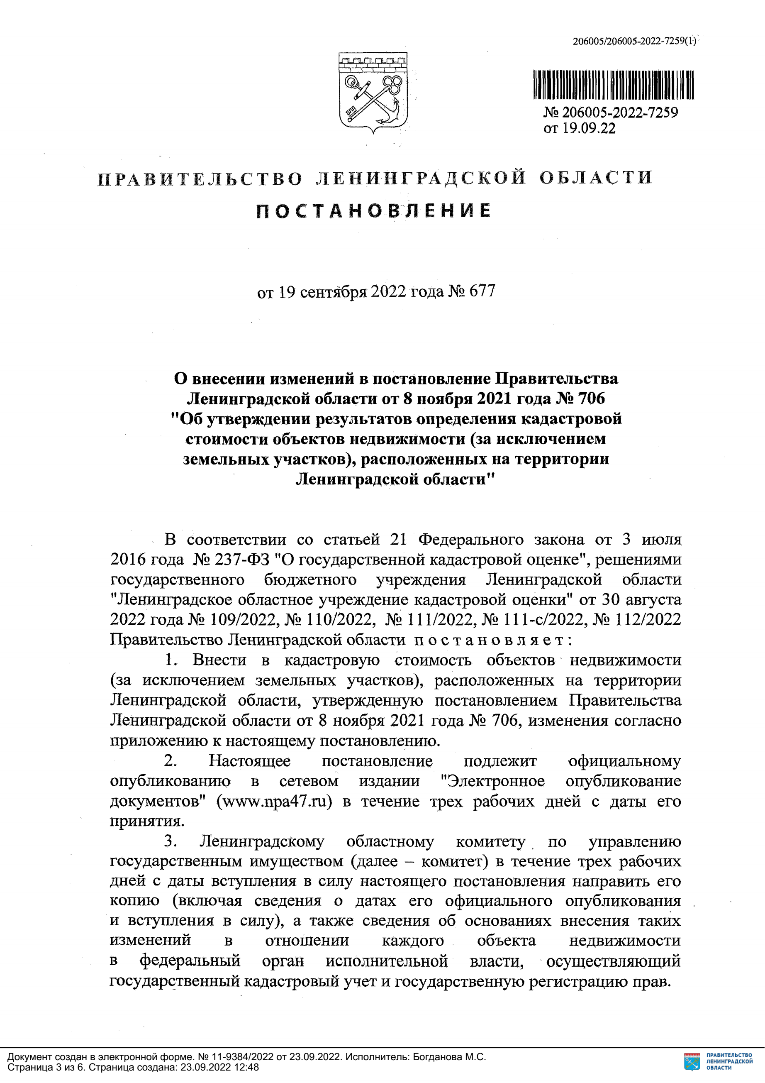 206005/206005-2022-7259(1)
№ 206005-2022-7259
от 19.09.22
ПРАВИТЕЛЬСТВО ЛЕНИНГРАДСКОЙ ОБЛАСТИ
ПОСТАНОВЛЕНИЕ
от 19 сентября 2022 года № 677
О внесении изменений в постановление Правительства
Ленинградской области от 8 ноября 2021 года № 706
"Об утверждении результатов определения кадастровой
стоимости объектов недвижимости (за исключением
земельных участков), расположенных на территории
Ленинградской области"
В соответствии со статьей 21 Федерального закона от 3 июля
2016 года № 237-ФЗ "О государственной кадастровой оценке", решениями
государственного бюджетного учреждения Ленинградской области
"Ленинградское областное учреждение кадастровой оценки" от 30 августа
2022 года № 109/2022, № 110/2022, № 111/2022, № 111-с/2022, № 112/2022
Правительство Ленинградской области п о с т а н о в л я е т :
1. Внести в кадастровую стоимость объектов недвижимости
(за исключением земельных участков), расположенных на территории
Ленинградской области, утвержденную постановлением Правительства
Ленинградской области от 8 ноября 2021 года № 706, изменения согласно
приложению к настоящему постановлению.
2. Настоящее постановление подлежит официальному
опубликованию в сетевом издании "Электронное опубликование
документов" (www.npa47.ru) в течение трех рабочих дней с даты его
принятия.
3. Ленинградскому областному комитету по управлению
государственным имуществом (далее – комитет) в течение трех рабочих
дней с даты вступления в силу настоящего постановления направить его
копию (включая сведения о датах его официального опубликования
и вступления в силу), а также сведения об основаниях внесения таких
изменений в отношении каждого объекта недвижимости
в федеральный орган исполнительной власти, осуществляющий
государственный кадастровый учет и государственную регистрацию прав.
Документ создан в электронной форме. № 11-9384/2022 от 23.09.2022. Исполнитель: Богданова М.С.
Страница 3 из 6. Страница создана: 23.09.2022 12:48
ПРАВИТЕЛЬСТВО
ЛЕНИНГРАДСКОЙ
ОБЛАСТИ